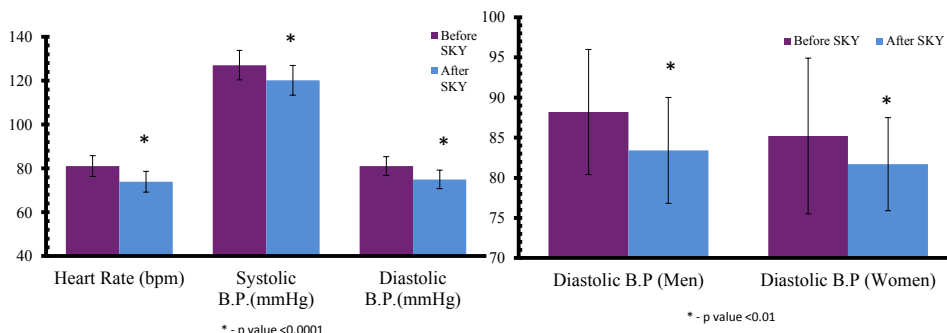 140
120
100
80
60
40
*
*
*
Before
SKY
After
SKY
Heart Rate (bpm)
Systolic
B.P.(mmHg)
Diastolic
B.P.(mmHg)
* - p value <0.0001
100
95
90
85
80
75
70
Before SKY
After SKY
*
*
Diastolic B.P (Men)
Diastolic B.P (Women)
* - p value <0.01